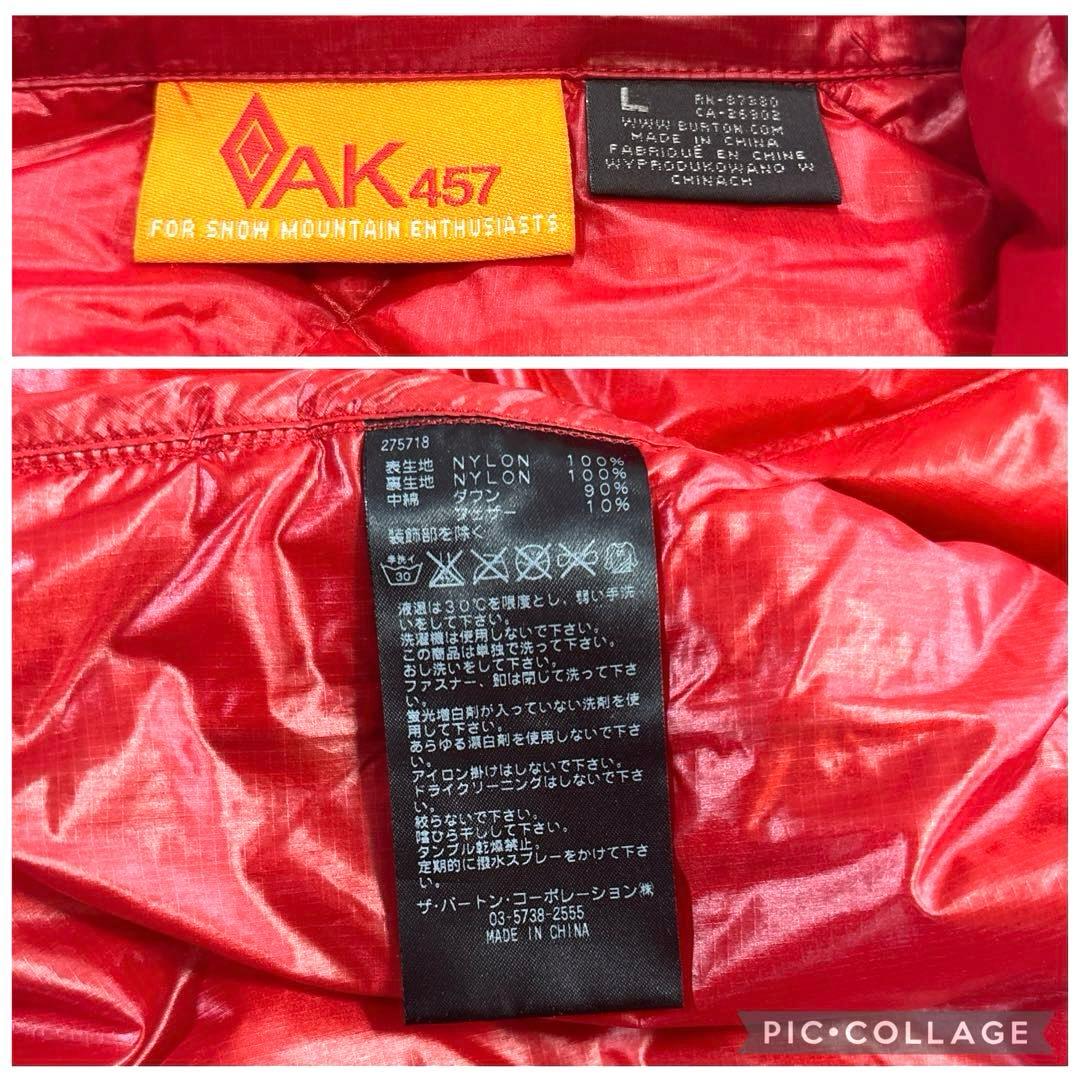 AK457
FOR SNOW MOUNTAIN ENTHUSIASTS
L
RN-87380
CA-26902
WWW.BURTON.COM
MADE IN CHINA
FABRIQUÉ EN CHINE
WYPRODUKOWANO W
CHINACH
275718
表生地 NYLON 100%
裏生地 NYLON 100%
中綿 ダウン 90%
フェザー 10%
装飾部を除く
手洗イ
30
液温は30℃を限度とし、弱い手洗
いをして下さい。
洗濯機は使用しないで下さい。
この商品は単独で洗って下さい。
おし洗いをして下さい。
ファスナー、釦は閉じて洗って下さ
い。
蛍光増白剤が入っていない洗剤を使
用して下さい。
あらゆる漂白剤を使用しないで下さ
い。
アイロン掛けはしないで下さい。
ドライクリーニングはしないで下さ
い。
絞らないで下さい。
陰ひら干しして下さい。
タンブル乾燥禁止。
定期的に撥水スプレーをかけて下さ
い。
ザ・バートン・コーポレーション㈱
03-5738-2555
MADE IN CHINA
PIC•COLLAGE